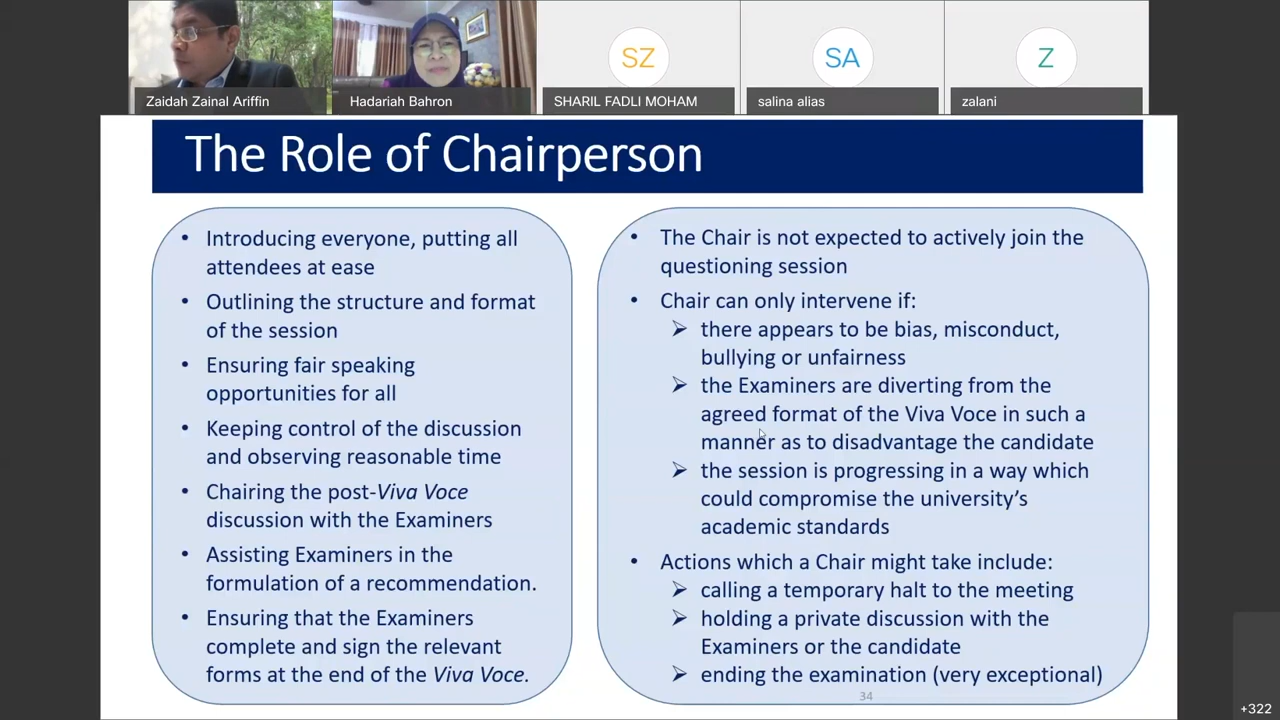 SZ
SA
Z
Zaidah Zainal Ariffin
Hadariah Bahron
SHARIL FADLI MOHAM
salina alias
zalani
The Role of Chairperson
• Introducing everyone, putting all
attendees at ease
• Outlining the structure and format
of the session
• Ensuring fair speaking
opportunities for all
• Keeping control of the discussion
and observing reasonable time
• Chairing the post-Viva Voce
discussion with the Examiners
• Assisting Examiners in the
formulation of a recommendation.
• Ensuring that the Examiners
complete and sign the relevant
forms at the end of the Viva Voce.
• The Chair is not expected to actively join the
questioning session
• Chair can only intervene if:
➢ there appears to be bias, misconduct,
bullying or unfairness
➢ the Examiners are diverting from the
agreed format of the Viva Voce in such a
manner as to disadvantage the candidate
➢ the session is progressing in a way which
could compromise the university’s
academic standards
• Actions which a Chair might take include:
➢ calling a temporary halt to the meeting
➢ holding a private discussion with the
Examiners or the candidate
➢ ending the examination (very exceptional)
34
+322